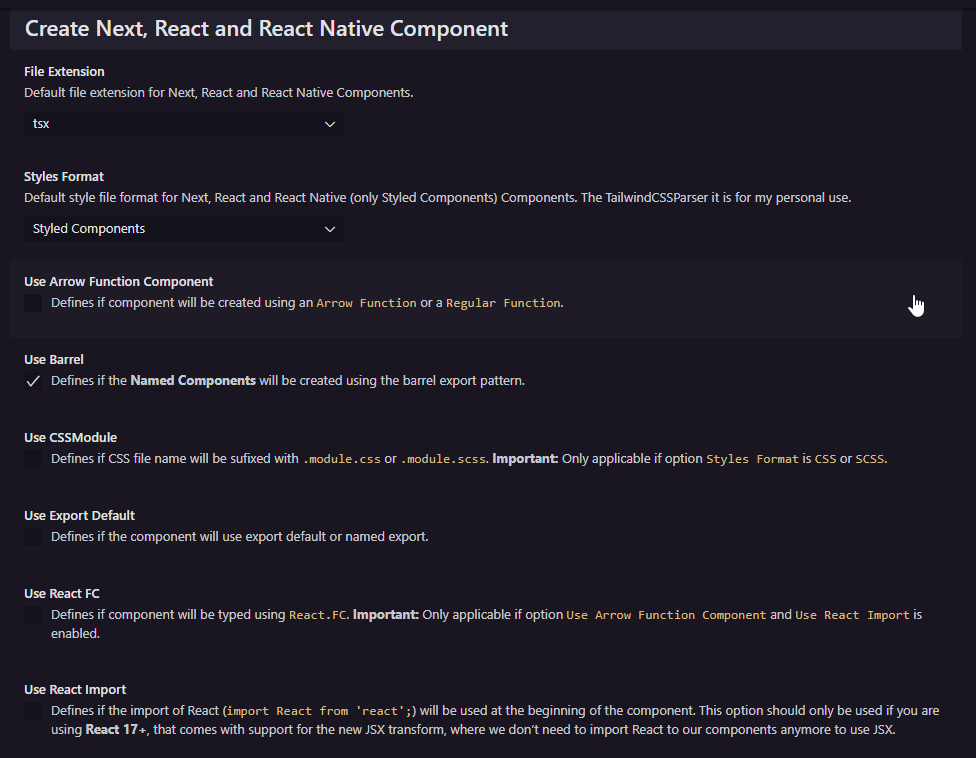 Create Next, React and React Native Component
File Extension
Default file extension for Next, React and React Native Components.
tsx
Styles Format
Default style file format for Next, React and React Native (only Styled Components) Components. The TailwindCSSParser it is for my personal use.
Styled Components
Use Arrow Function Component
Defines if component will be created using an Arrow Function or a Regular Function.
Use Barrel
Defines if the Named Components will be created using the barrel export pattern.
Use CSSModule
Defines if CSS file name will be sufixed with .module.css or .module.scss. Important: Only applicable if option Styles Format is CSS or SCSS.
Use Export Default
Defines if the component will use export default or named export.
Use React FC
Defines if component will be typed using React.FC. Important: Only applicable if option Use Arrow Function Component and Use React Import is
enabled.
Use React Import
Defines if the import of React (import React from 'react';) will be used at the beginning of the component. This option should only be used if you are
using React 17+, that comes with support for the new JSX transform, where we don't need to import React to our components anymore to use JSX.